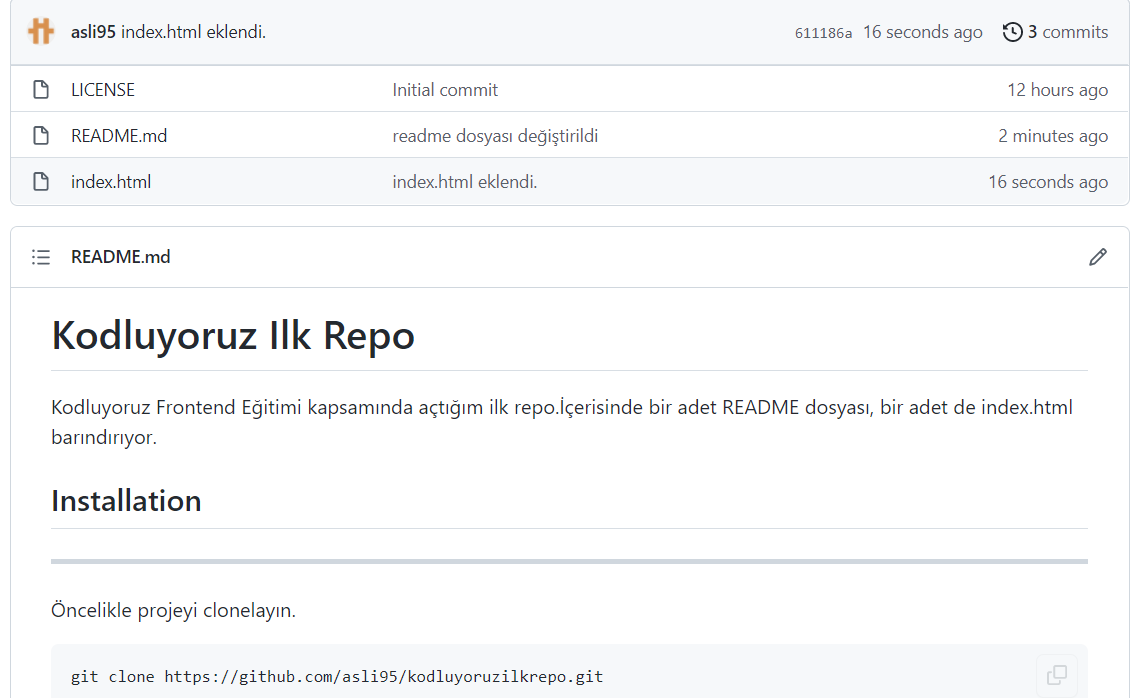 asli95 index.html eklendi. 611186a 16 seconds ago 3 commits
LICENSE Initial commit 12 hours ago
README.md readme dosyası değiştirildi 2 minutes ago
index.html index.html eklendi. 16 seconds ago
README.md
Kodluyoruz Ilk Repo
Kodluyoruz Frontend Eğitimi kapsamında açtığım ilk repo.İçerisinde bir adet README dosyası, bir adet de index.html
barındırıyor.
Installation
Öncelikle projeyi clonelayın.
git clone https://github.com/asli95/kodluyoruzilkrepo.git